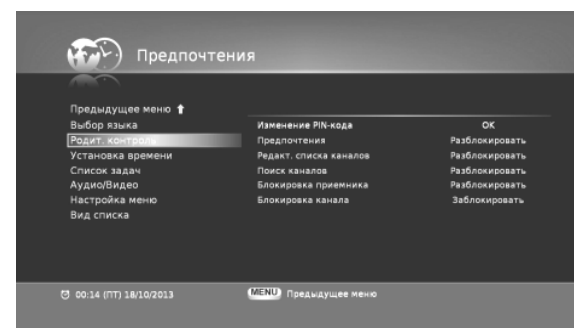 Предпочтения
Предыдущее меню ⬆
Выбор языка
Родит. контроль
Установка времени
Список задач
Аудио/Видео
Настройка меню
Вид списка
Изменение PIN-кода OK
Предпочтения Разблокировать
Редакт. списка каналов Разблокировать
Поиск каналов Разблокировать
Блокировка приемника Разблокировать
Блокировка канала Заблокировать
00:14 (ПТ) 18/10/2013
MENU Предыдущее меню